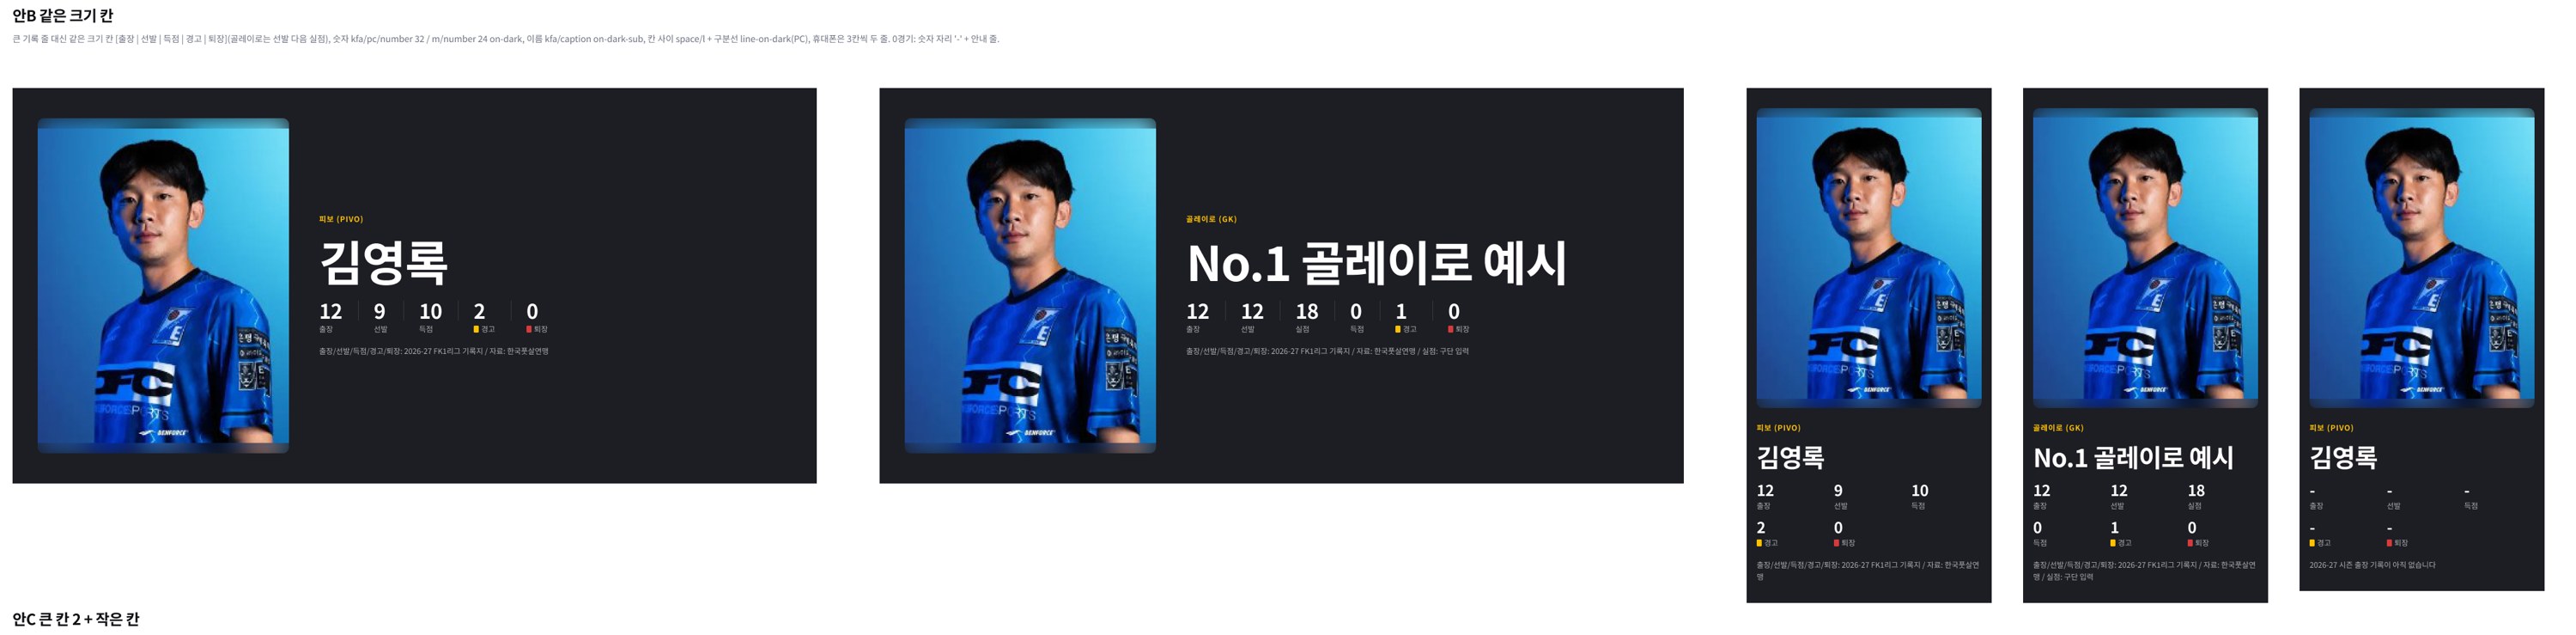 안B 같은 크기 칸
큰 기록 줄 대신 같은 크기 칸 [출장 | 선발 | 득점 | 경고 | 퇴장](골레이로는 선발 다음 실점), 숫자 kfa/pc/number 32 / m/number 24 on-dark, 이름 kfa/caption on-dark-sub, 칸 사이 space/l + 구분선 line-on-dark(PC), 휴대폰은 3칸씩 두 줄. 0경기: 숫자 자리 '-' + 안내 줄.
피보 (PIVO)
김영록
12 9 10 2 0
출장 선발 득점 경고 퇴장
출장/선발/득점/경고/퇴장: 2026-27 FK1리그 기록지 / 자료: 한국풋살연맹
FC
BENFORCE
골레이로 (GK)
No.1 골레이로 예시
12 12 18 0 1 0
출장 선발 실점 득점 경고 퇴장
출장/선발/득점/경고/퇴장: 2026-27 FK1리그 기록지 / 자료: 한국풋살연맹 / 실점: 구단 입력
FC
BENFORCE
피보 (PIVO)
김영록
12 9 10
출장 선발 득점
2 0
경고 퇴장
출장/선발/득점/경고/퇴장: 2026-27 FK1리그 기록지 / 자료: 한국풋살연
맹
FC
BENFORCE
골레이로 (GK)
No.1 골레이로 예시
12 12 18
출장 선발 실점
0 1 0
득점 경고 퇴장
출장/선발/득점/경고/퇴장: 2026-27 FK1리그 기록지 / 자료: 한국풋살연
맹 / 실점: 구단 입력
FC
BENFORCE
피보 (PIVO)
김영록
- - -
출장 선발 득점
- -
경고 퇴장
2026-27 시즌 출장 기록이 아직 없습니다
FC
BENFORCE
안C 큰 칸 2 + 작은 칸